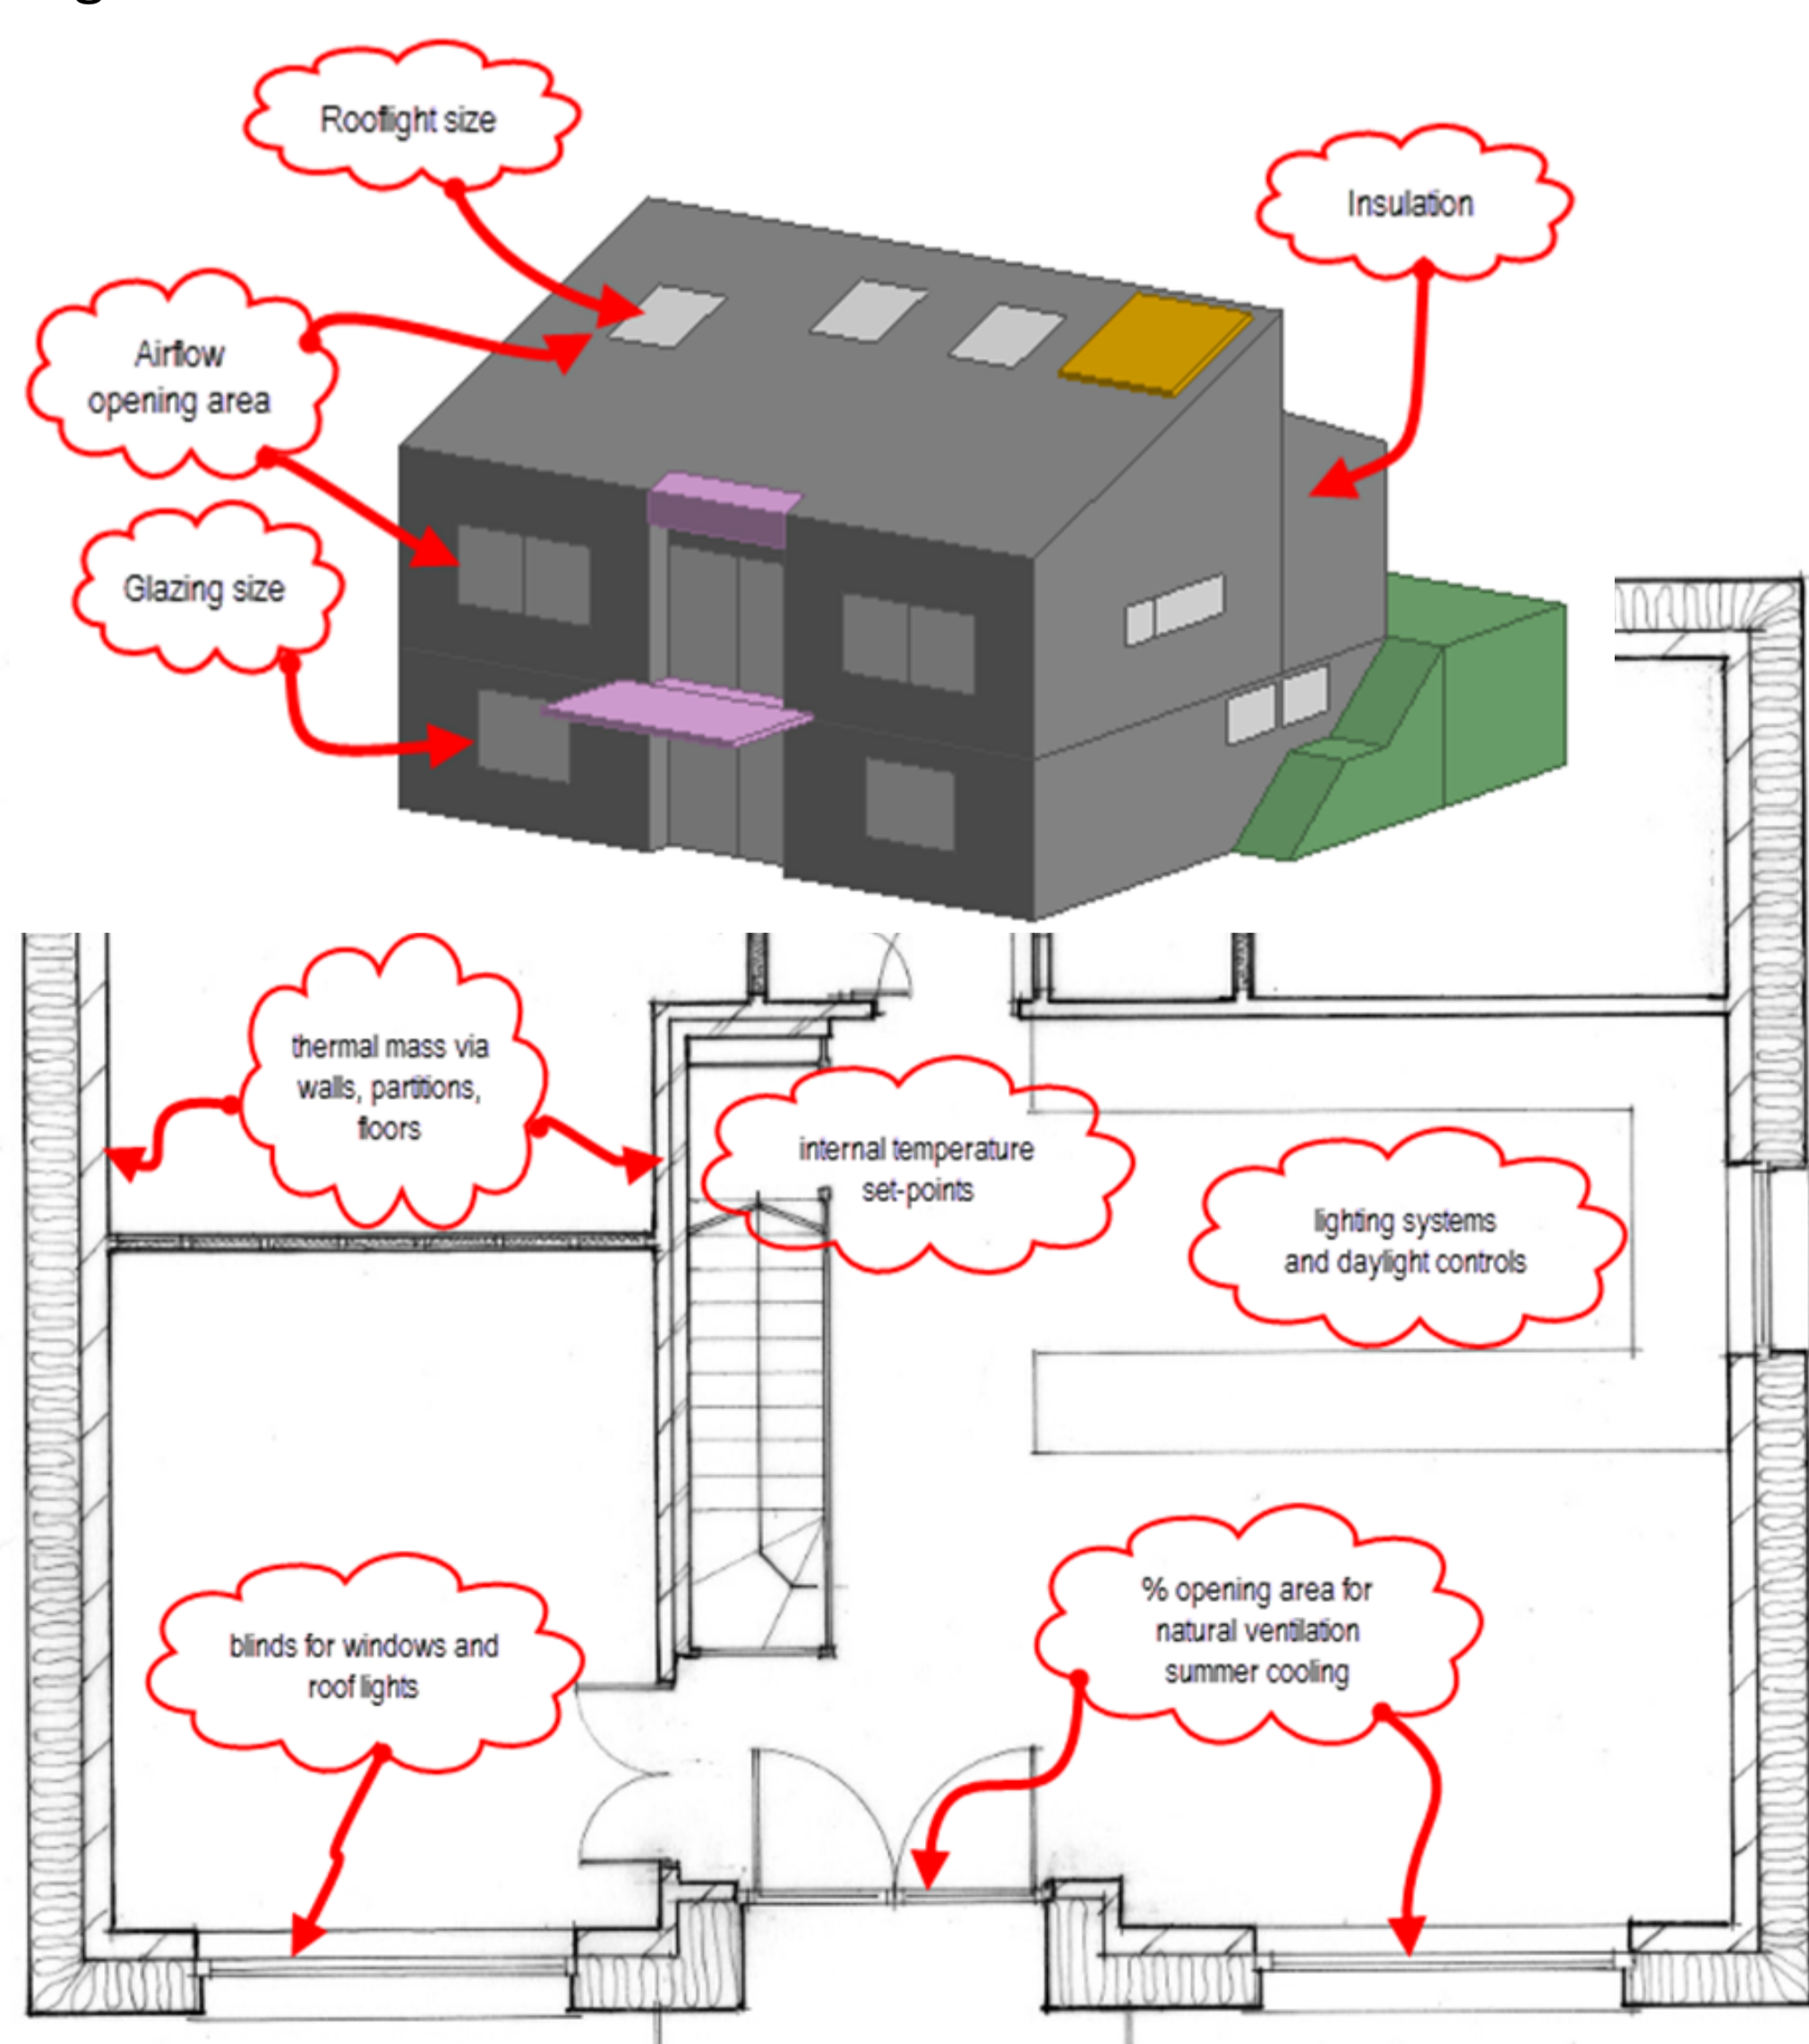 Rooflight size
Insulation
Airflow
opening area
Glazing size
thermal mass via
walls, partitions,
floors
internal temperature
set-points
lighting systems
and daylight controls
blinds for windows and
roof lights
% opening area for
natural ventilation
summer cooling